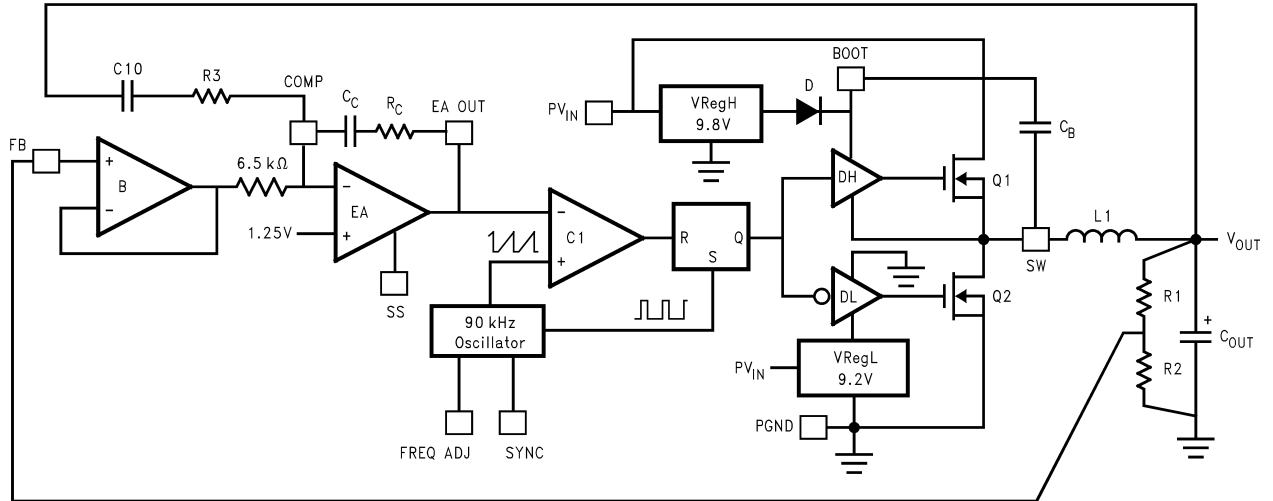 C10
R3
COMP
C_C
R_C
EA OUT
FB
+
−
B
6.5 kΩ
−
EA
+
1.25V
SS
−
C1
+
R
Q
S
90 kHz
Oscillator
FREQ ADJ
SYNC
PV_IN
VRegH
9.8V
D
BOOT
C_B
DH
Q1
L1
V_OUT
SW
DL
Q2
R1
R2
+
C_OUT
PV_IN
VRegL
9.2V
PGND